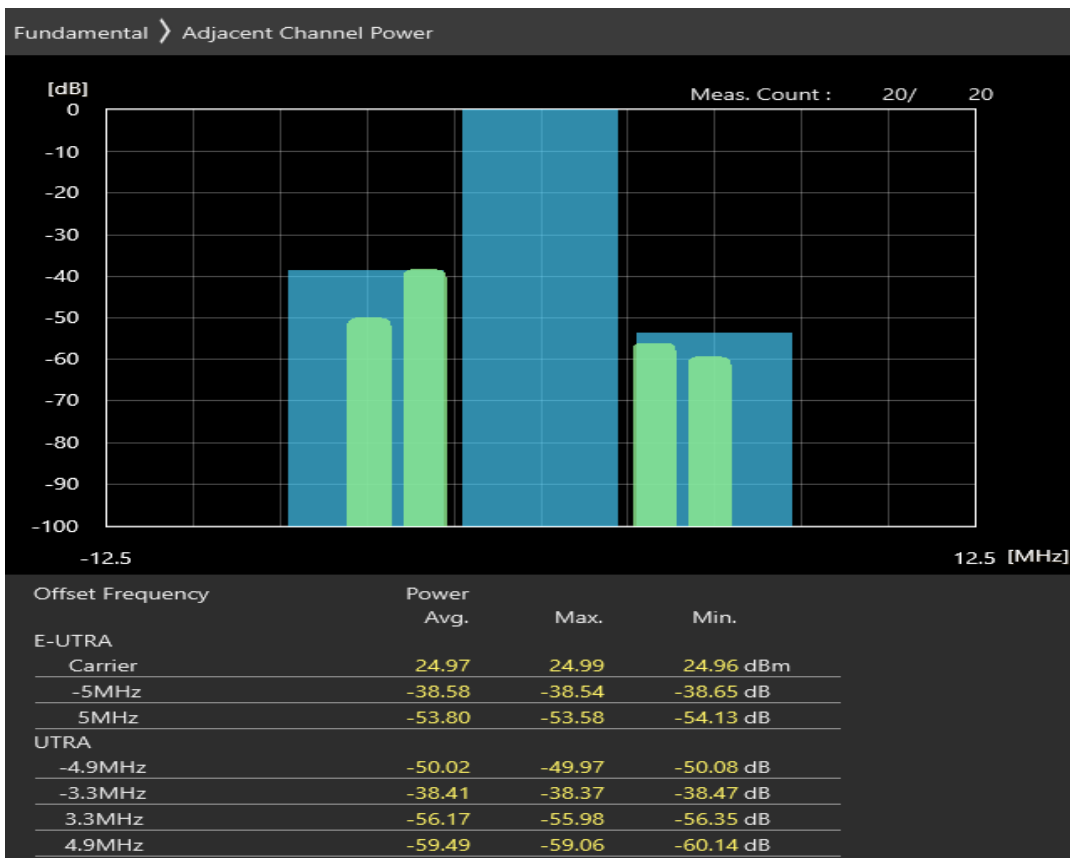 Fundamental 〉 Adjacent Channel Power
[dB]
Meas. Count : 20/ 20
0
-10
-20
-30
-40
-50
-60
-70
-80
-90
-100
-12.5 12.5 [MHz]
Offset Frequency Power
Avg. Max. Min.
E-UTRA
Carrier 24.97 24.99 24.96 dBm
-5MHz -38.58 -38.54 -38.65 dB
5MHz -53.80 -53.58 -54.13 dB
UTRA
-4.9MHz -50.02 -49.97 -50.08 dB
-3.3MHz -38.41 -38.37 -38.47 dB
3.3MHz -56.17 -55.98 -56.35 dB
4.9MHz -59.49 -59.06 -60.14 dB